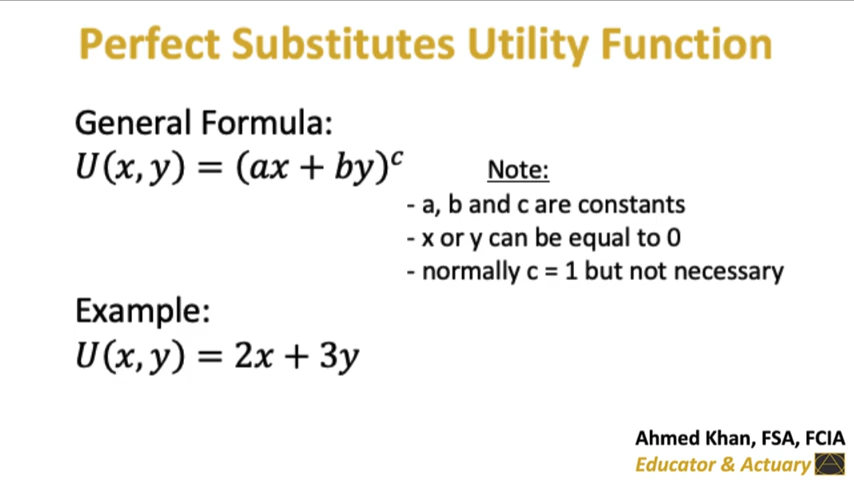 Perfect Substitutes Utility Function
General Formula:
U(x, y) = (ax + by)^c
Note:
- a, b and c are constants
- x or y can be equal to 0
- normally c = 1 but not necessary
Example:
U(x, y) = 2x + 3y
Ahmed Khan, FSA, FCIA
Educator & Actuary